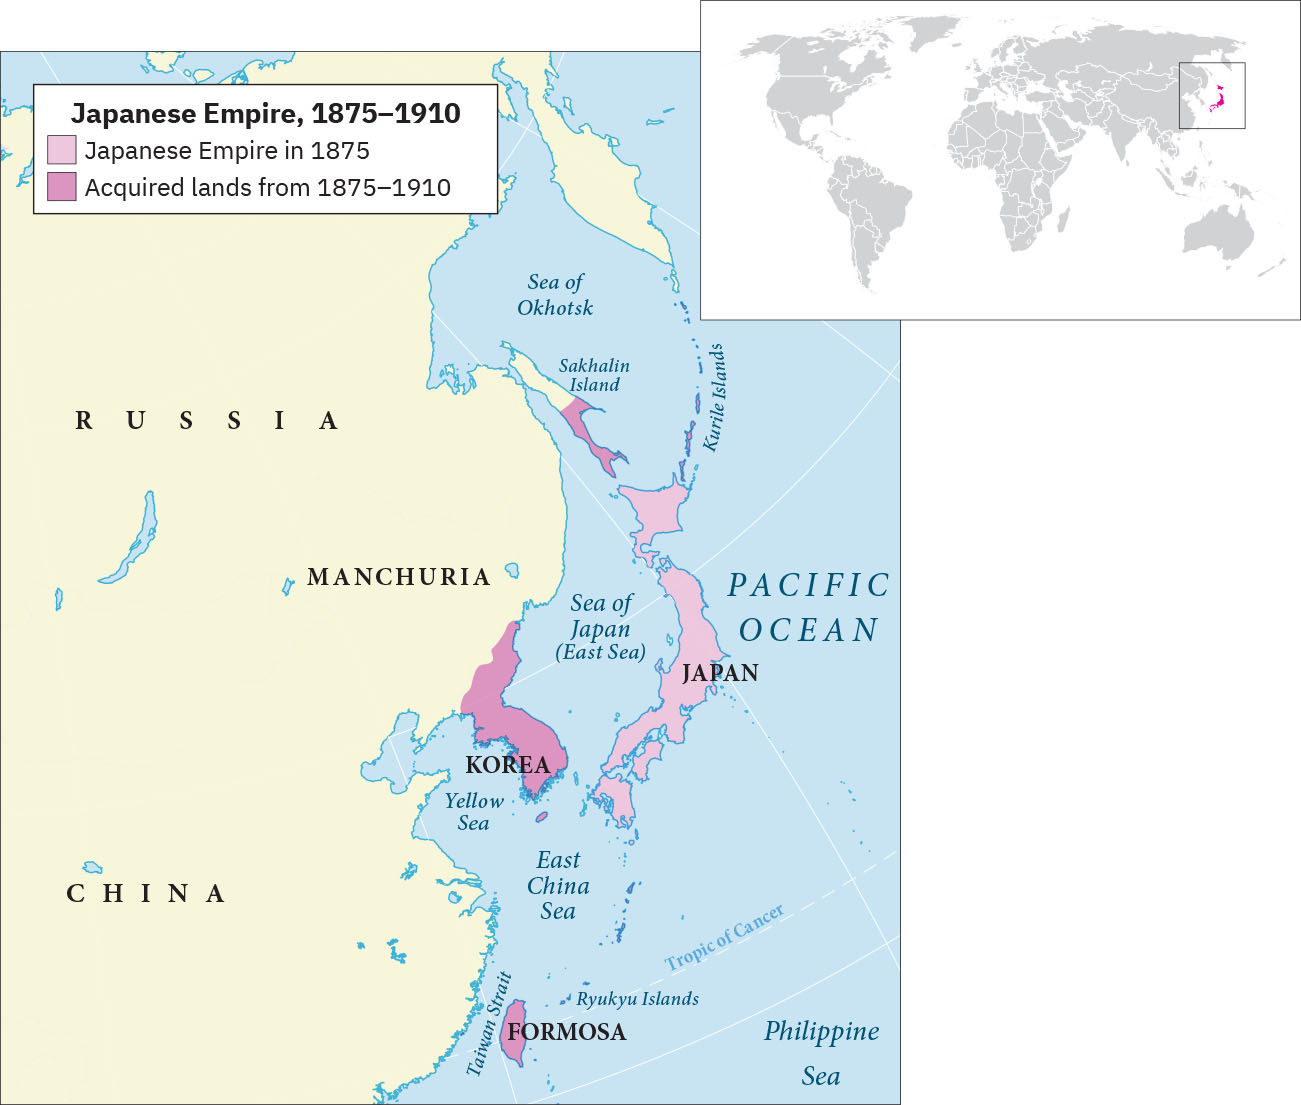 Japanese Empire, 1875–1910
Japanese Empire in 1875
Acquired lands from 1875–1910
Sea of
Okhotsk
Sakhalin
Island
Kurile Islands
RUSSIA
MANCHURIA
PACIFIC
OCEAN
Sea of
Japan
(East Sea)
JAPAN
KOREA
Yellow
Sea
East
China
Sea
CHINA
Tropic of Cancer
Taiwan Strait
Ryukyu Islands
FORMOSA
Philippine
Sea